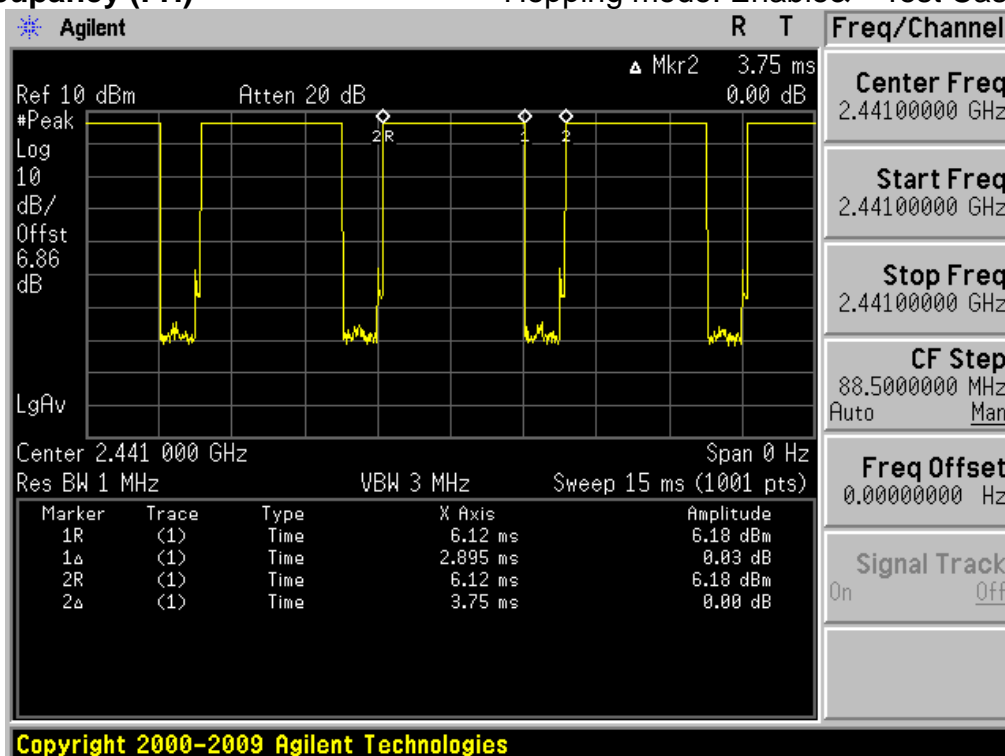 Hopping mode: Enabled
Agilent R T Freq/Channel
Δ Mkr2 3.75 ms
Ref 10 dBm Atten 20 dB 0.00 dB
#Peak
Log
10
dB/
Offst
6.86
dB
LgAv
2R 1 2
Center 2.441 000 GHz Span 0 Hz
Res BW 1 MHz VBW 3 MHz Sweep 15 ms (1001 pts)
Marker Trace Type X Axis Amplitude
1R (1) Time 6.12 ms 6.18 dBm
1Δ (1) Time 2.895 ms 0.03 dB
2R (1) Time 6.12 ms 6.18 dBm
2Δ (1) Time 3.75 ms 0.00 dB
Center Freq
2.44100000 GHz
Start Freq
2.44100000 GHz
Stop Freq
2.44100000 GHz
CF Step
88.5000000 MHz
Auto Man
Freq Offset
0.00000000 Hz
Signal Track
On Off
Copyright 2000-2009 Agilent Technologies